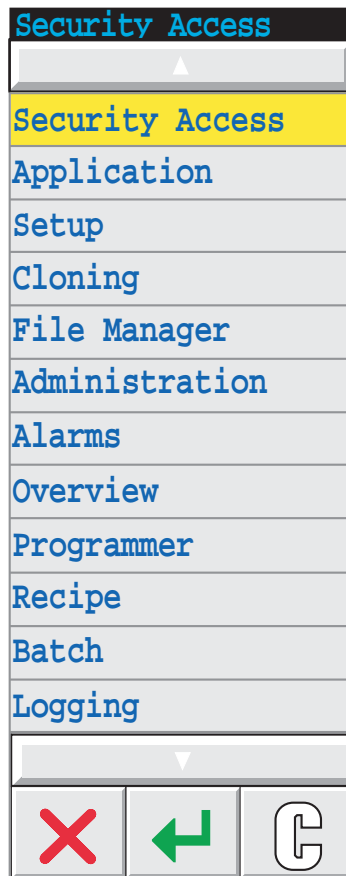 Security Access
Security Access
Application
Setup
Cloning
File Manager
Administration
Alarms
Overview
Programmer
Recipe
Batch
Logging
C